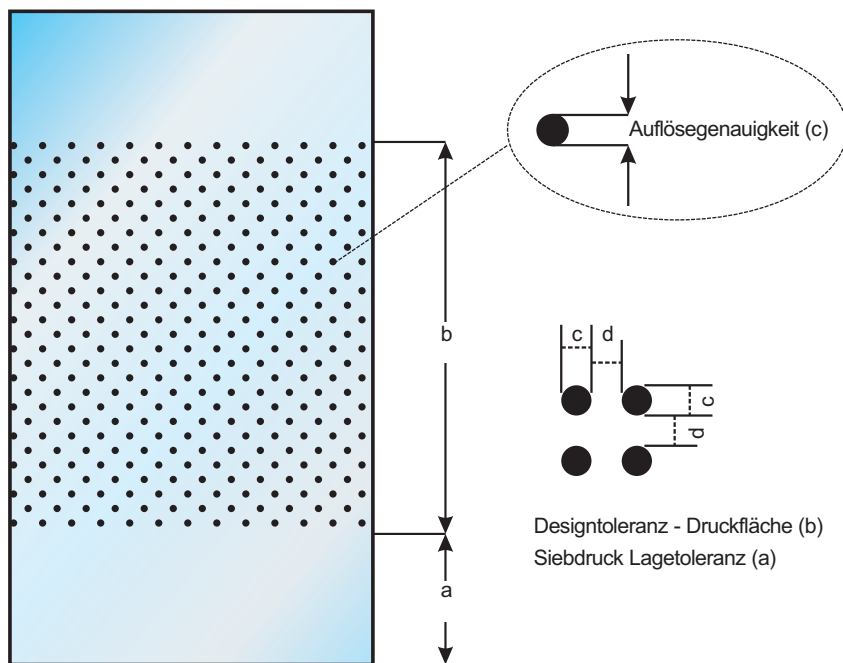 Auflösegenauigkeit (c)
b
c d
c
d
Designtoleranz - Druckfläche (b)
Siebdruck Lagetoleranz (a)
a